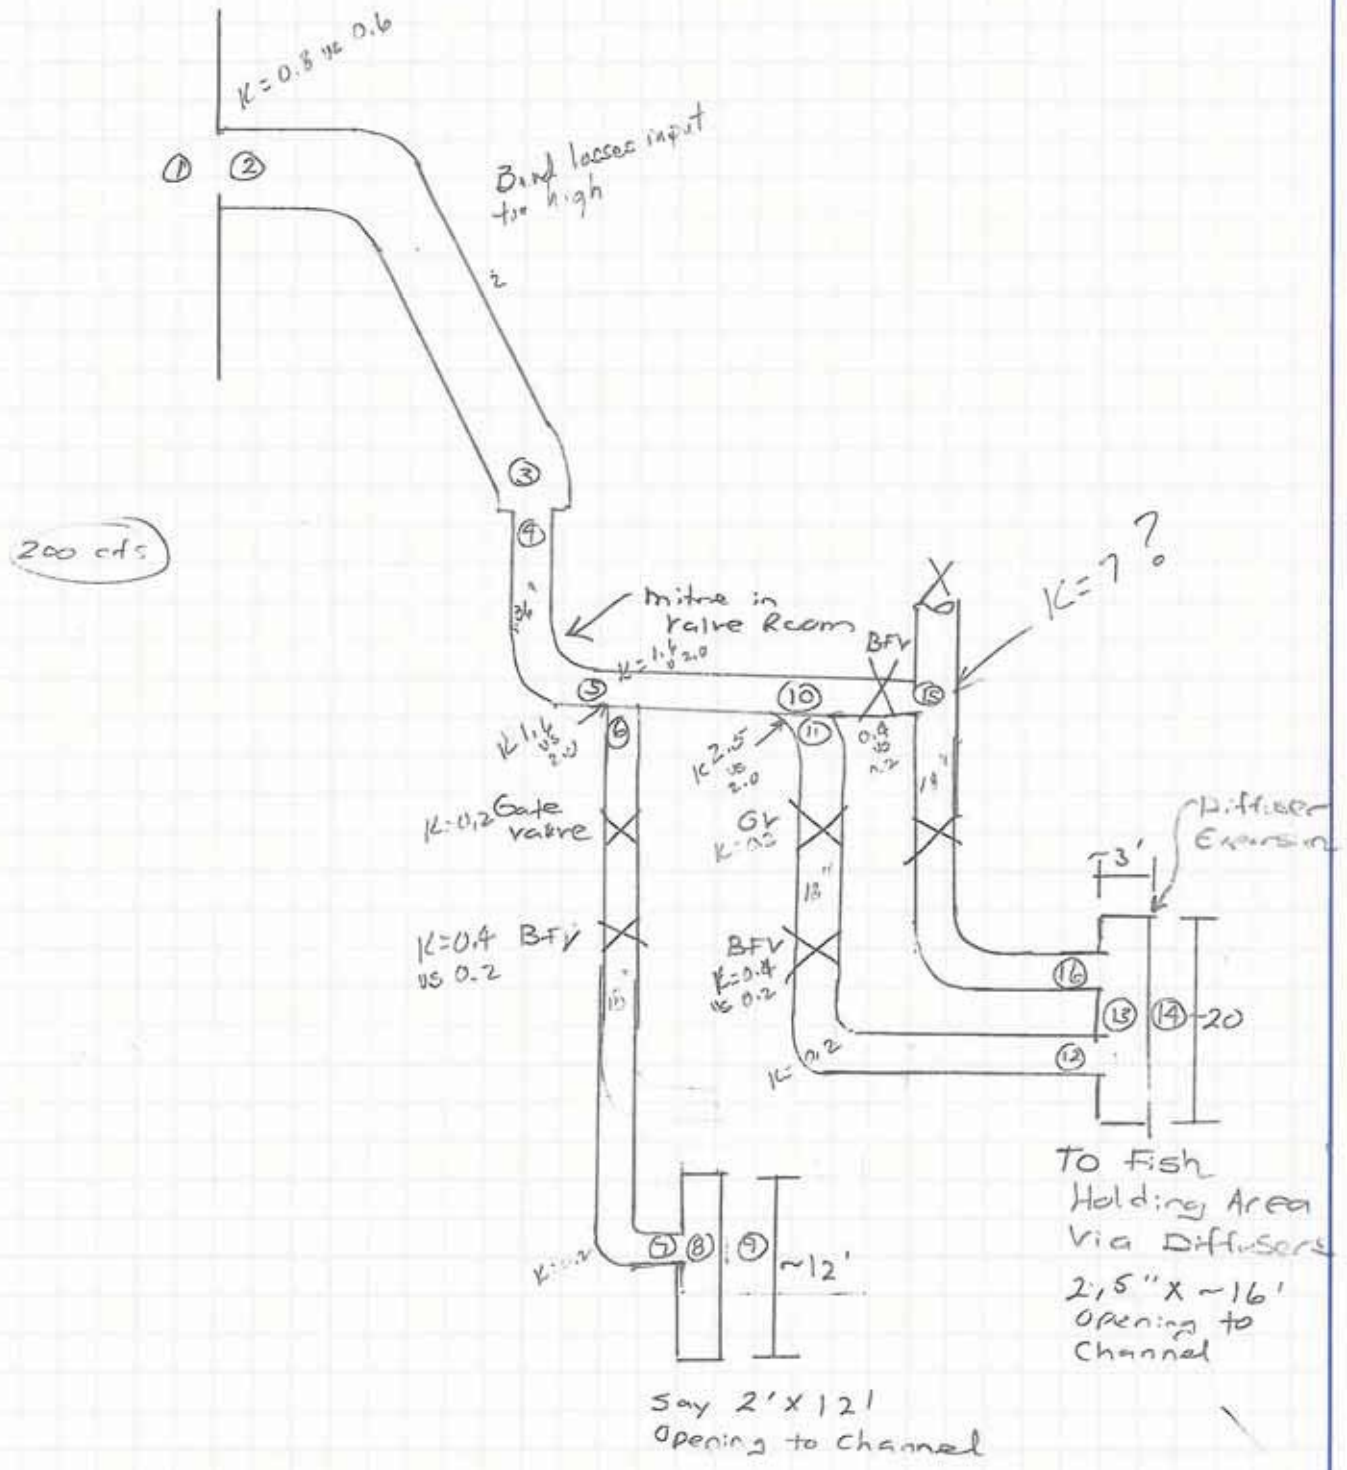 K=0.8 vs 0.6
① ②
Bend losses input
too high
2
③
④
200 cfs
36"
mitre in
valve Room
K=1.6
vs 2.0
BFV
K=? ?
⑤
⑩
⑮
K 1.6
vs
2.0
⑥
K 2.5
vs
2.0
⑪
0.4
vs
0.2
18"
K=0.2 Gate
valve
GV
K=0.2
Diffuser
Expansion
~3'
18"
K=0.4 BFV
vs 0.2
BFV
K=0.4
vs 0.2
18"
⑯
⑬ ⑭ ~20
⑫
K=0.2
To Fish
Holding Area
Via Diffusers
2.5" x ~16'
opening to
Channel
K=0.2
⑦ ⑧ ⑨ ~12'
say 2' x 12'
opening to channel